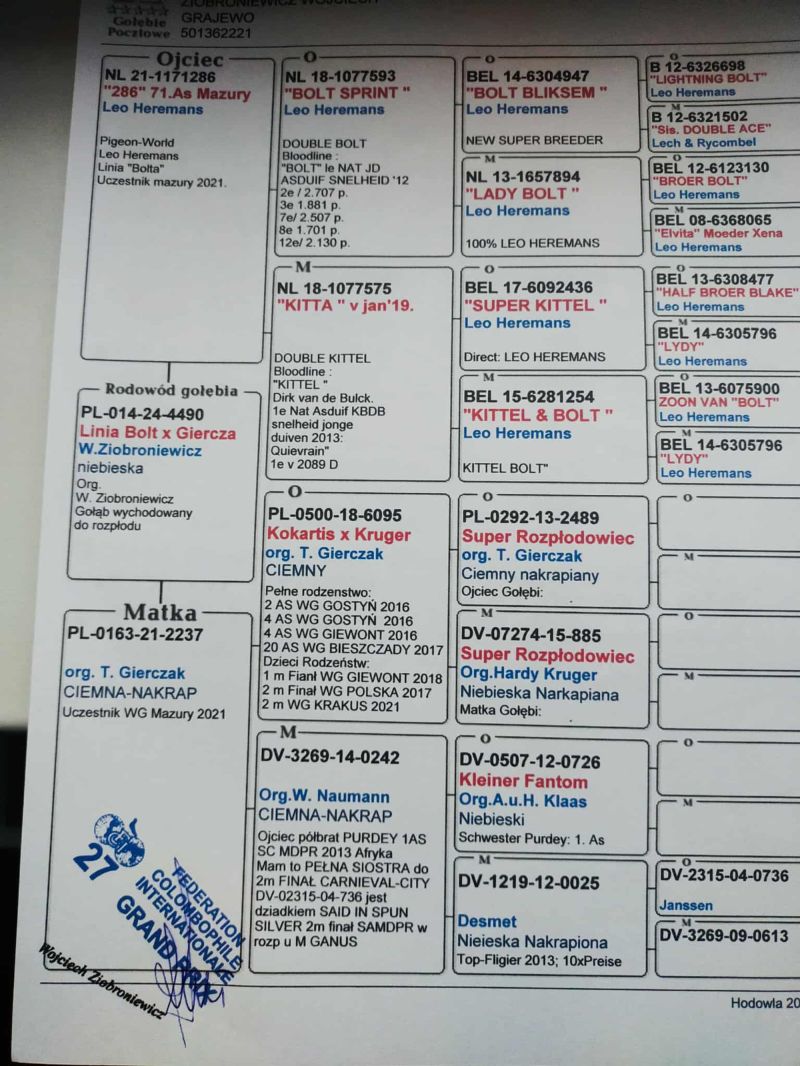 ZIOBRONIEWICZ WOJCIECH
Gołębie
Pocztowe
GRAJEWO
501362221
Ojciec
NL 21-1171286
"286" 71.As Mazury
Leo Heremans
Pigeon-World
Leo Heremans
Linia "Bolta"
Uczestnik mazury 2021.
Rodowód gołębia
PL-014-24-4490
Linia Bolt x Giercza
W.Ziobroniewicz
niebieska
Org.
W. Ziobroniewicz
Gołąb wychodowany
do rozpłodu
Matka
PL-0163-21-2237
org. T. Gierczak
CIEMNA-NAKRAP
Uczestnik WG Mazury 2021
27
FEDERATION
COLOMBOPHILE
INTERNATIONALE
GRAND PRIX
Wojciech Ziobroniewicz
O
NL 18-1077593
"BOLT SPRINT "
Leo Heremans
DOUBLE BOLT
Bloodline :
"BOLT" le NAT JD
ASDUIF SNELHEID '12
2e / 2.707 p.
3e 1.881 p.
7e/ 2.507 p.
8e 1.701 p.
12e/ 2.130 p.
M
NL 18-1077575
"KITTA " v jan'19.
DOUBLE KITTEL
Bloodline :
"KITTEL "
Dirk van de Bulck.
1e Nat Asduif KBDB
snelheid jonge
duiven 2013:
Quievrain"
1e v 2089 D
O
PL-0500-18-6095
Kokartis x Kruger
org. T. Gierczak
CIEMNY
Pełne rodzenstwo:
2 AS WG GOSTYŃ 2016
4 AS WG GOSTYŃ 2016
4 AS WG GIEWONT 2016
20 AS WG BIESZCZADY 2017
Dzieci Rodzeństw:
1 m Fianł WG GIEWONT 2018
2 m Finał WG POLSKA 2017
2 m WG KRAKUS 2021
M
DV-3269-14-0242
Org.W. Naumann
CIEMNA-NAKRAP
Ojciec półbrat PURDEY 1AS
SC MDPR 2013 Afryka
Mam to PEŁNA SIOSTRA do
2m FINAŁ CARNIEVAL-CITY
DV-02315-04-736 jest
dziadkiem SAID IN SPUN
SILVER 2m finał SAMDPR w
rozp u M GANUS
O
BEL 14-6304947
"BOLT BLIKSEM "
Leo Heremans
NEW SUPER BREEDER
M
NL 13-1657894
"LADY BOLT "
Leo Heremans
100% LEO HEREMANS
O
BEL 17-6092436
"SUPER KITTEL "
Leo Heremans
Direct: LEO HEREMANS
M
BEL 15-6281254
"KITTEL & BOLT "
Leo Heremans
KITTEL BOLT"
O
PL-0292-13-2489
Super Rozpłodowiec
org. T. Gierczak
Ciemny nakrapiany
Ojciec Gołębi:
M
DV-07274-15-885
Super Rozpłodowiec
Org.Hardy Kruger
Niebieska Narkapiana
Matka Gołębi:
O
DV-0507-12-0726
Kleiner Fantom
Org.A.u.H. Klaas
Niebieski
Schwester Purdey: 1. As
M
DV-1219-12-0025
Desmet
Nieieska Nakrapiona
Top-Fligier 2013; 10xPreise
O
B 12-6326698
"LIGHTNING BOLT"
Leo Heremans
M
B 12-6321502
"Sis. DOUBLE ACE"
Lech & Rycombel
O
BEL 12-6123130
"BROER BOLT"
Leo Heremans
M
BEL 08-6368065
"Elvita" Moeder Xena
Leo Heremans
O
BEL 13-6308477
"HALF BROER BLAKE"
Leo Heremans
M
BEL 14-6305796
"LYDY"
Leo Heremans
O
BEL 13-6075900
ZOON VAN "BOLT"
Leo Heremans
M
BEL 14-6305796
"LYDY"
Leo Heremans
O
M
O
M
O
M
O
DV-2315-04-0736
Janssen
M
DV-3269-09-0613
Hodowla 20